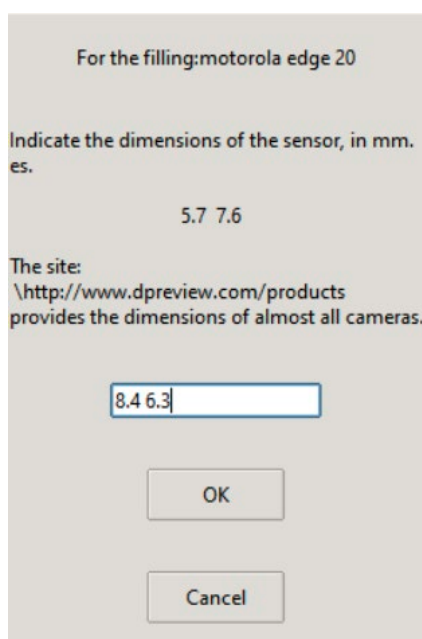 For the filling:motorola edge 20
Indicate the dimensions of the sensor, in mm.
es.
5.7 7.6
The site:
\http://www.dpreview.com/products
provides the dimensions of almost all cameras.
8.4 6.3
OK
Cancel